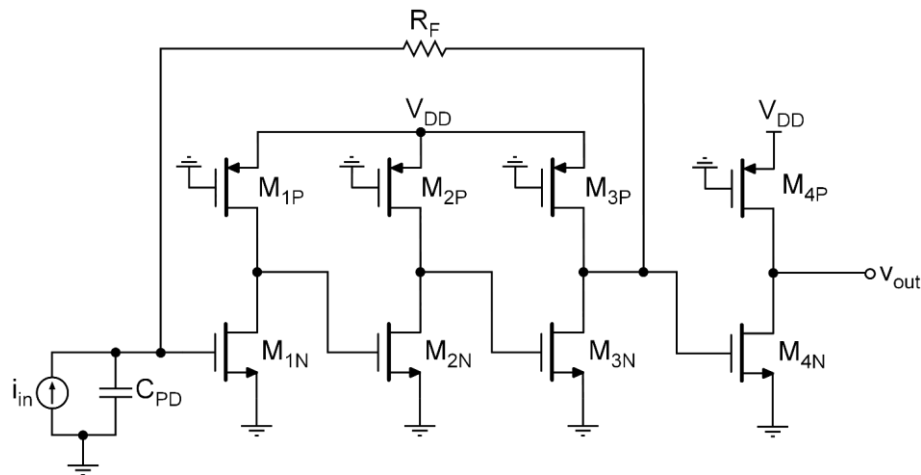 R_F
V_DD
V_DD
M_1P
M_2P
M_3P
M_4P
v_out
M_1N
M_2N
M_3N
M_4N
i_in
C_PD